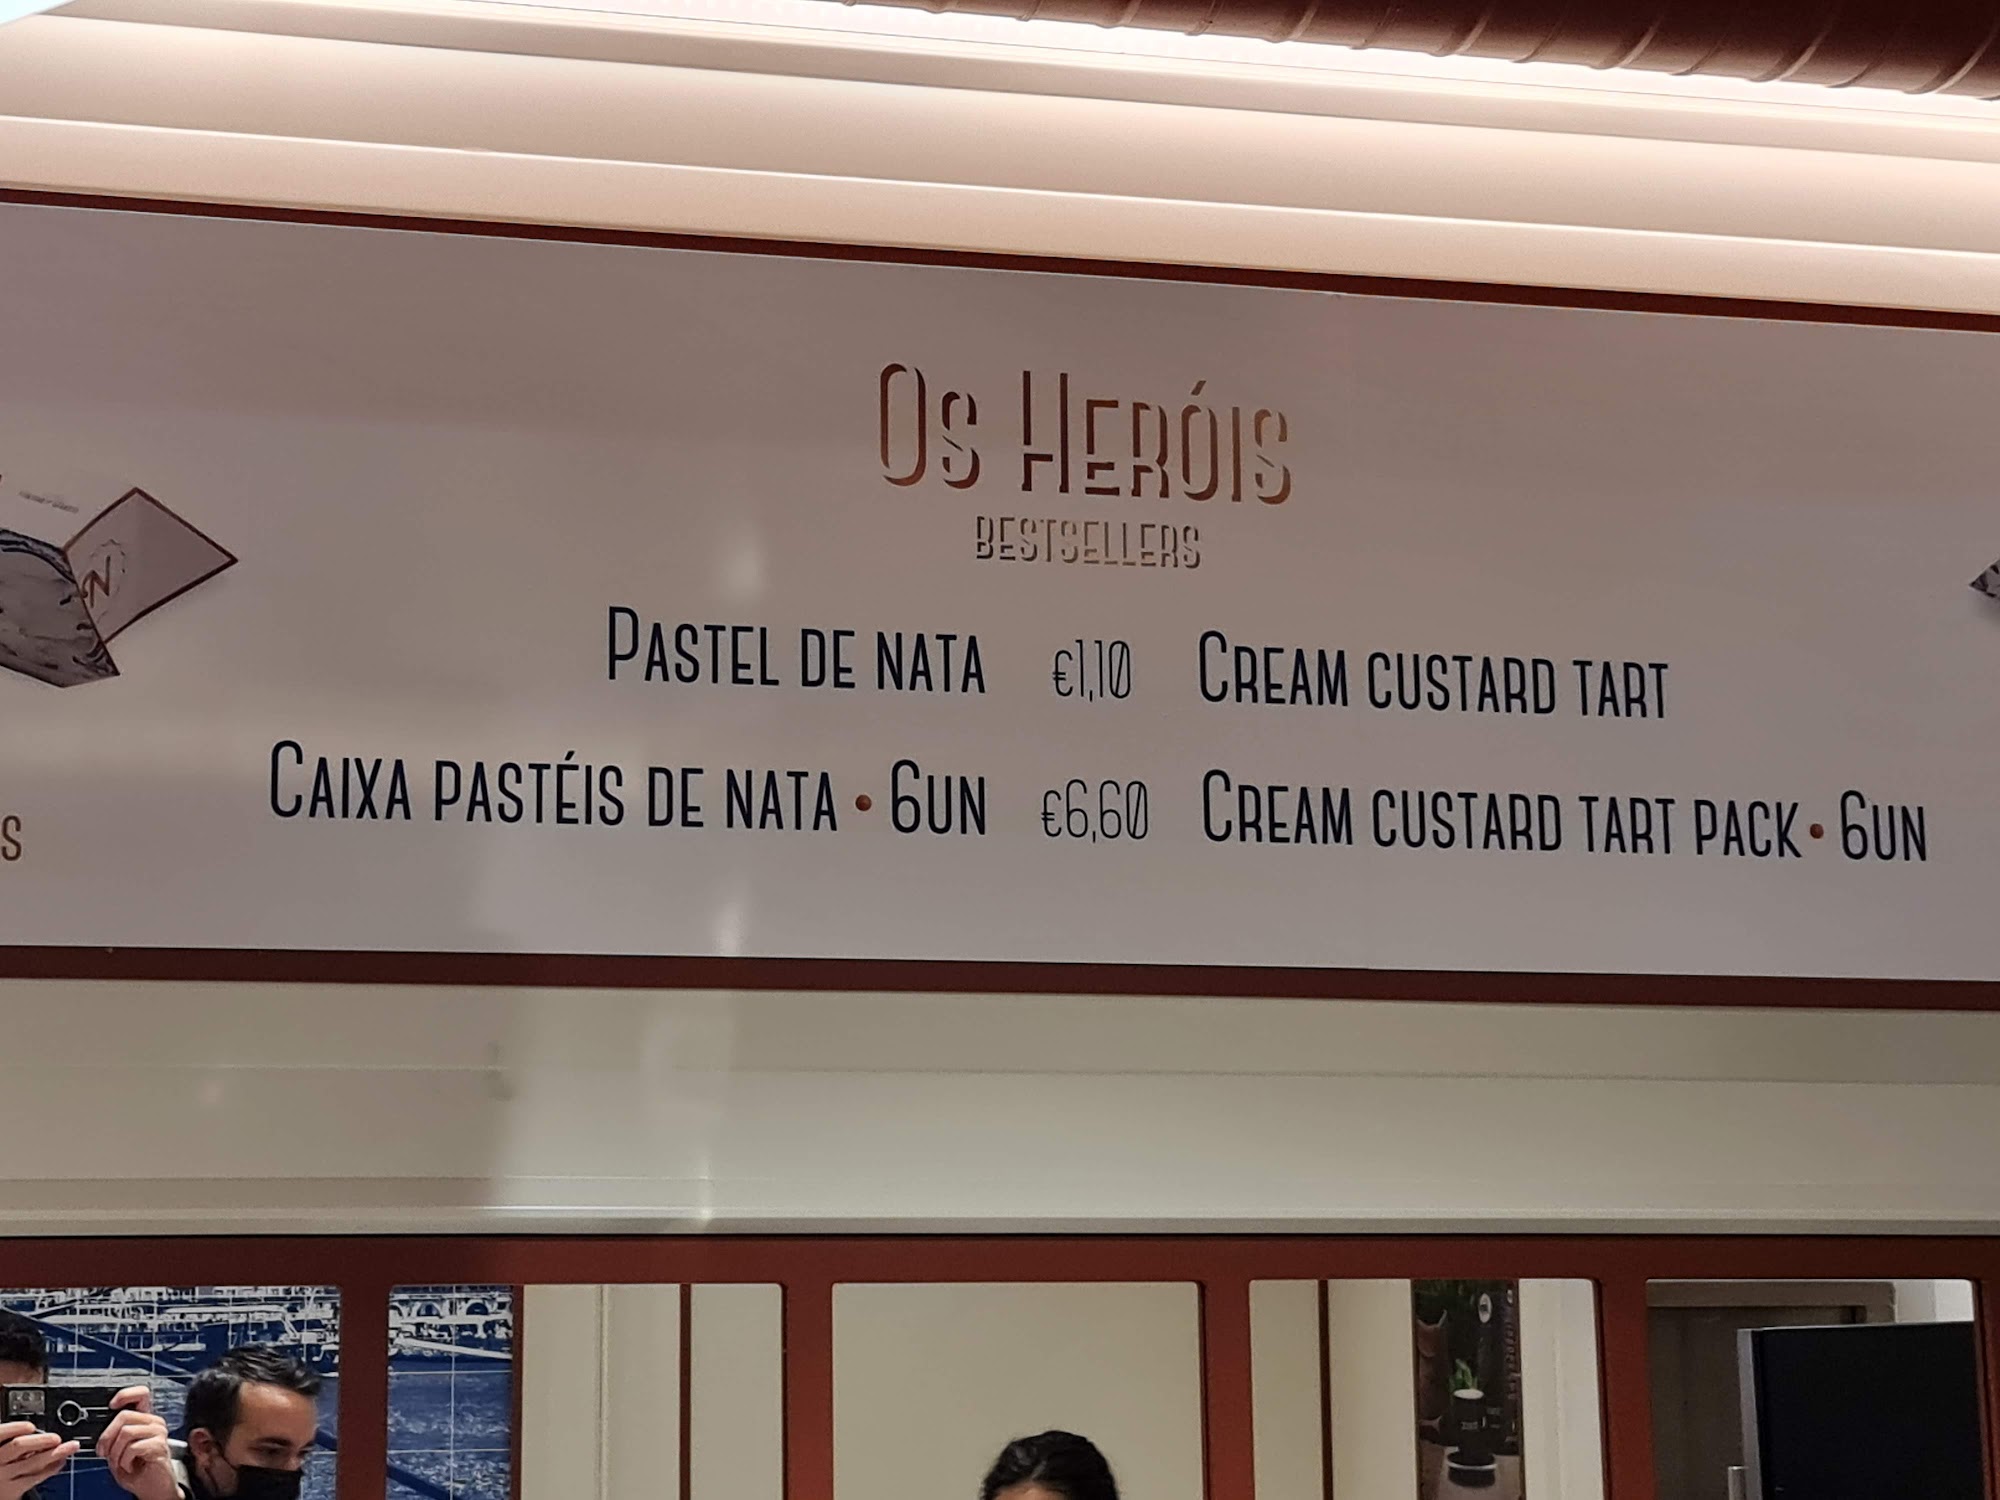 Os Heróis
BESTSELLERS
PASTEL DE NATA €1,10 CREAM CUSTARD TART
CAIXA PASTÉIS DE NATA • 6UN €6,60 CREAM CUSTARD TART PACK • 6UN
N
S